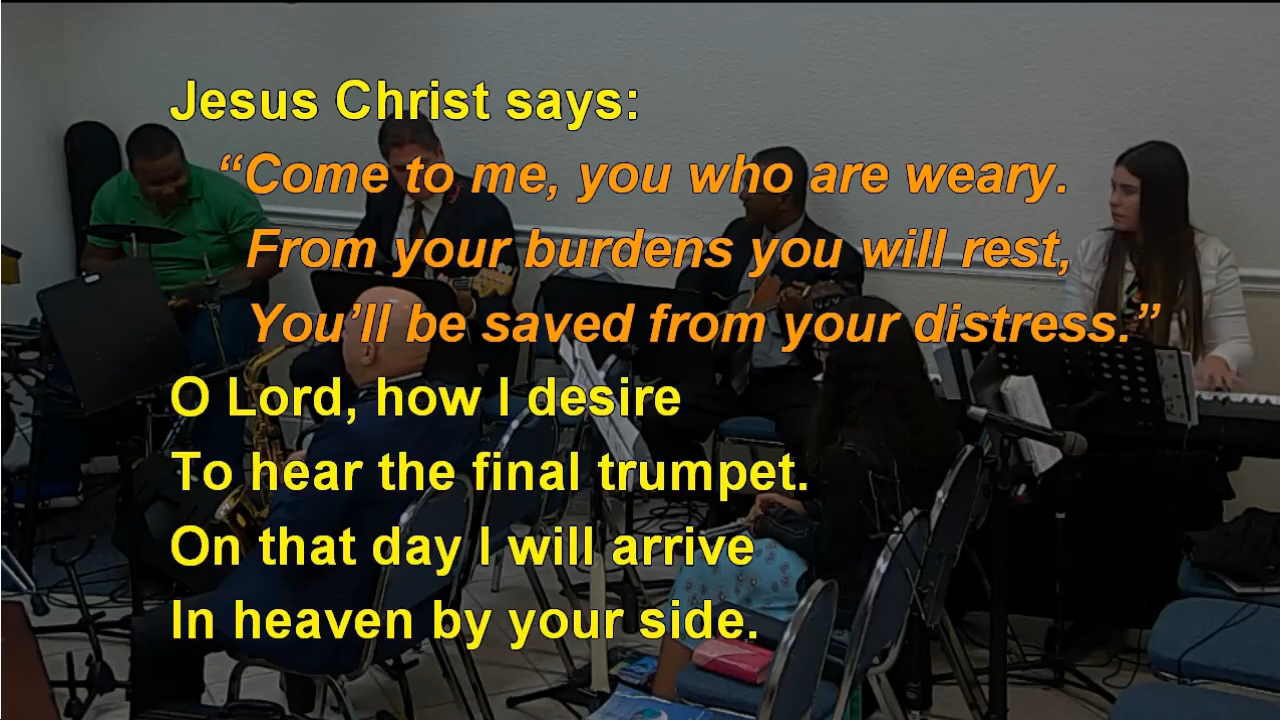 Jesus Christ says:
“Come to me, you who are weary.
From your burdens you will rest,
You’ll be saved from your distress.”
O Lord, how I desire
To hear the final trumpet.
On that day I will arrive
In heaven by your side.